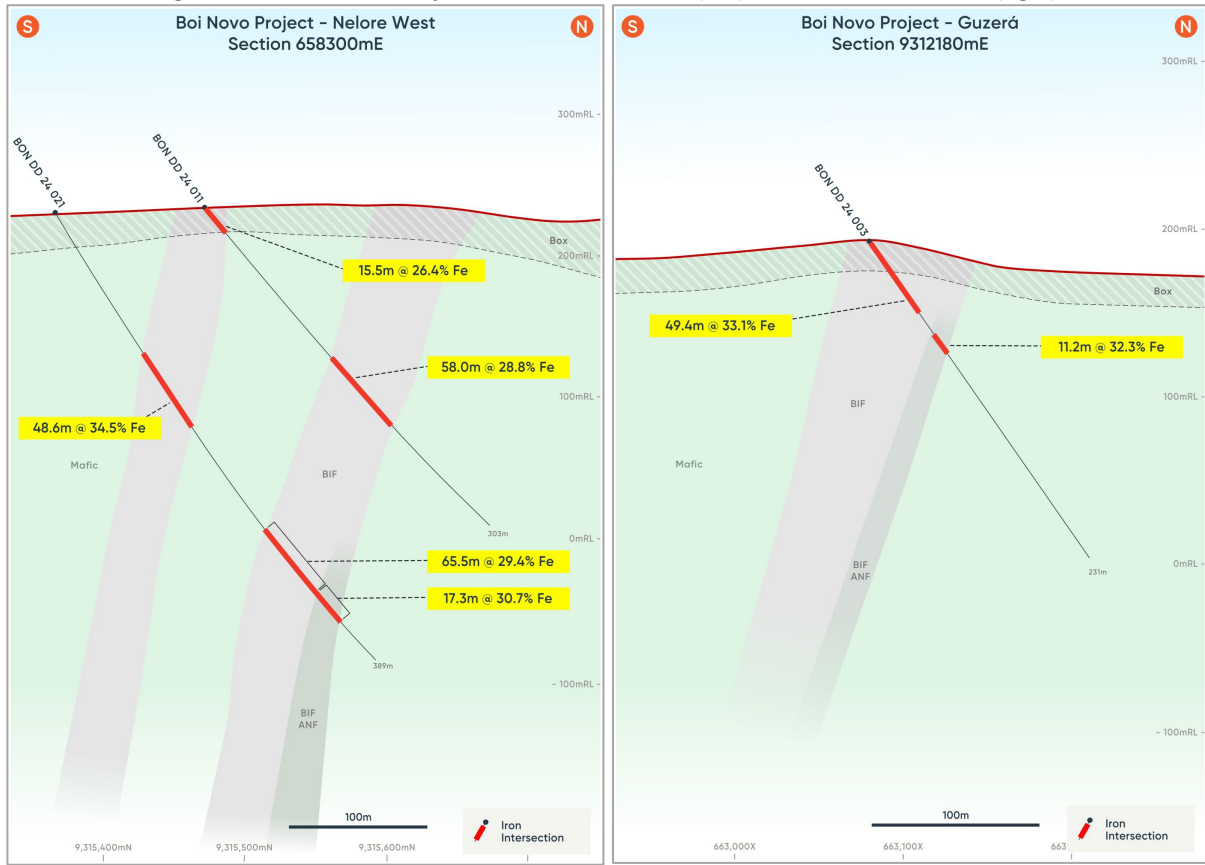 S
Boi Novo Project - Nelore West
Section 658300mE
N
300mRL -
BON DD 24 021
BON DD 24 011
Box
200mRL -
15.5m @ 26.4% Fe
58.0m @ 28.8% Fe
100mRL -
48.6m @ 34.5% Fe
Mafic
BIF
303m
0mRL -
65.5m @ 29.4% Fe
17.3m @ 30.7% Fe
389m
- 100mRL -
BIF
ANF
100m
Iron
Intersection
9,315,400mN
9,315,500mN
9,315,600mN
S
Boi Novo Project - Guzerá
Section 9312180mE
N
300mRL -
BON DD 24 003
200mRL -
Box
49.4m @ 33.1% Fe
11.2m @ 32.3% Fe
100mRL -
BIF
Mafic
BIF
ANF
0mRL -
231m
- 100mRL -
100m
Iron
Intersection
663,000X
663,100X
663